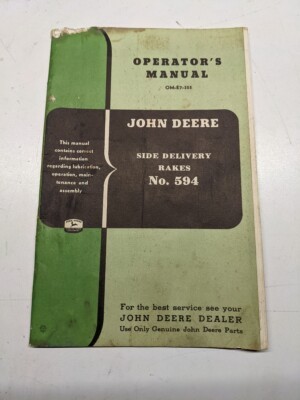 OPERATOR'S
MANUAL
JOHN DEERE
SIDE DELIVERY
RAKES
No. 594
This manual
contains correct
information
regarding lubrication,
operation, main-
tenance and
assembly
For the best service see your
JOHN DEERE DEALER
Use Only Genuine John Deere Parts